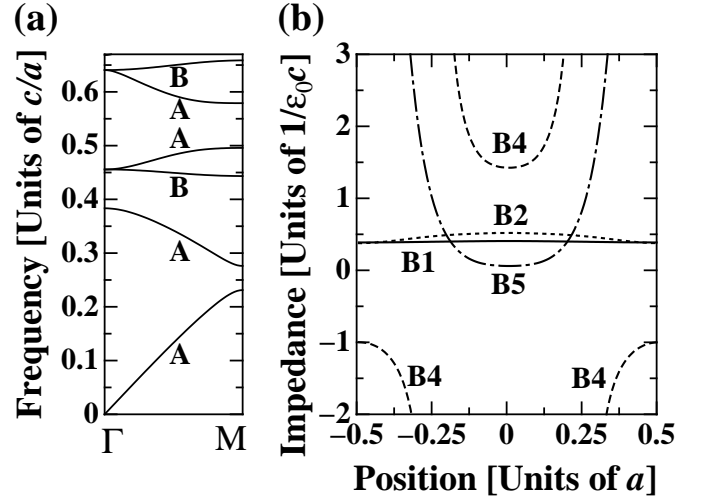 (a)
Frequency [Units of c/a]
0.6
0.5
0.4
0.3
0.2
0.1
0
B
A
A
B
A
A
Γ
M
(b)
Impedance [Units of 1/ε₀c]
3
2
1
0
−1
−2
B4
B2
B1
B5
B4
B4
−0.5
−0.25
0
0.25
0.5
Position [Units of a]